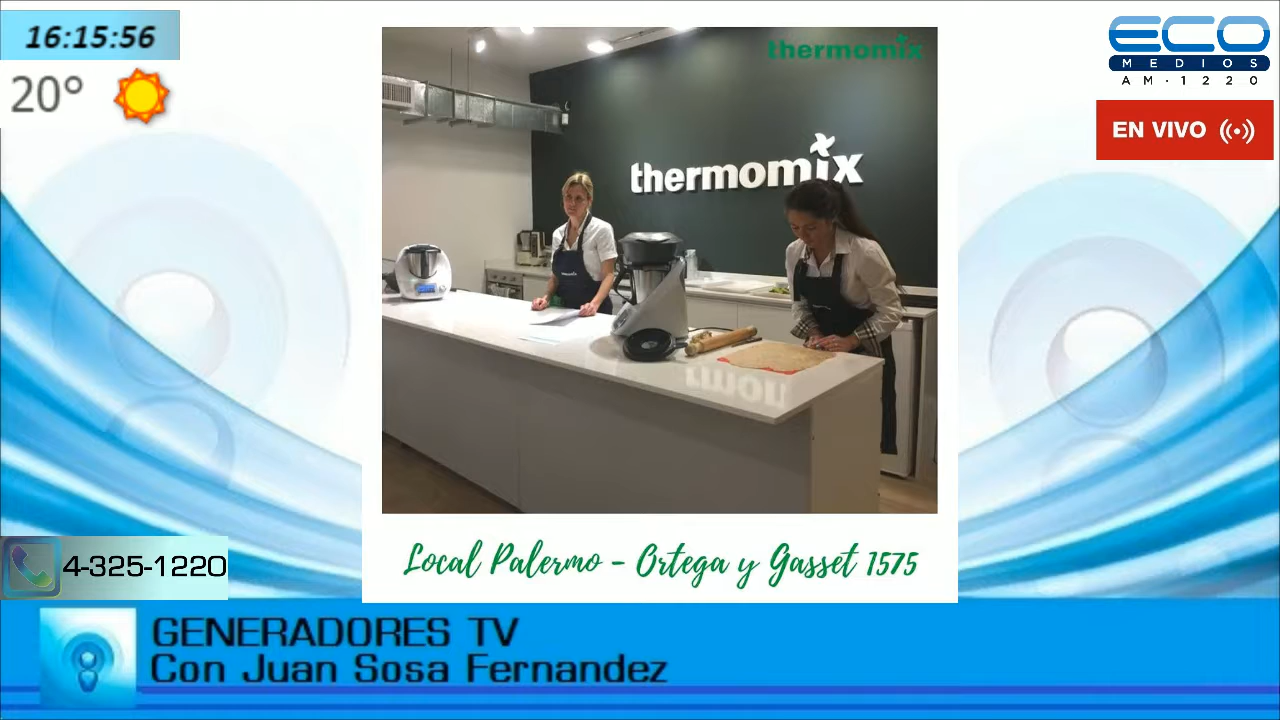 16:15:56
20°
ECO
MEDIOS
AM·1220
EN VIVO
thermomix
thermomix
Local Palermo - Ortega y Gasset 1575
4-325-1220
GENERADORES TV
Con Juan Sosa Fernandez